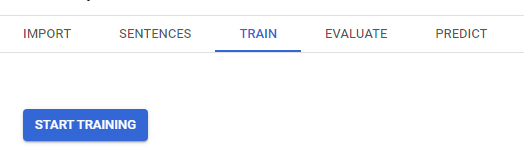 IMPORT SENTENCES TRAIN EVALUATE PREDICT
START TRAINING